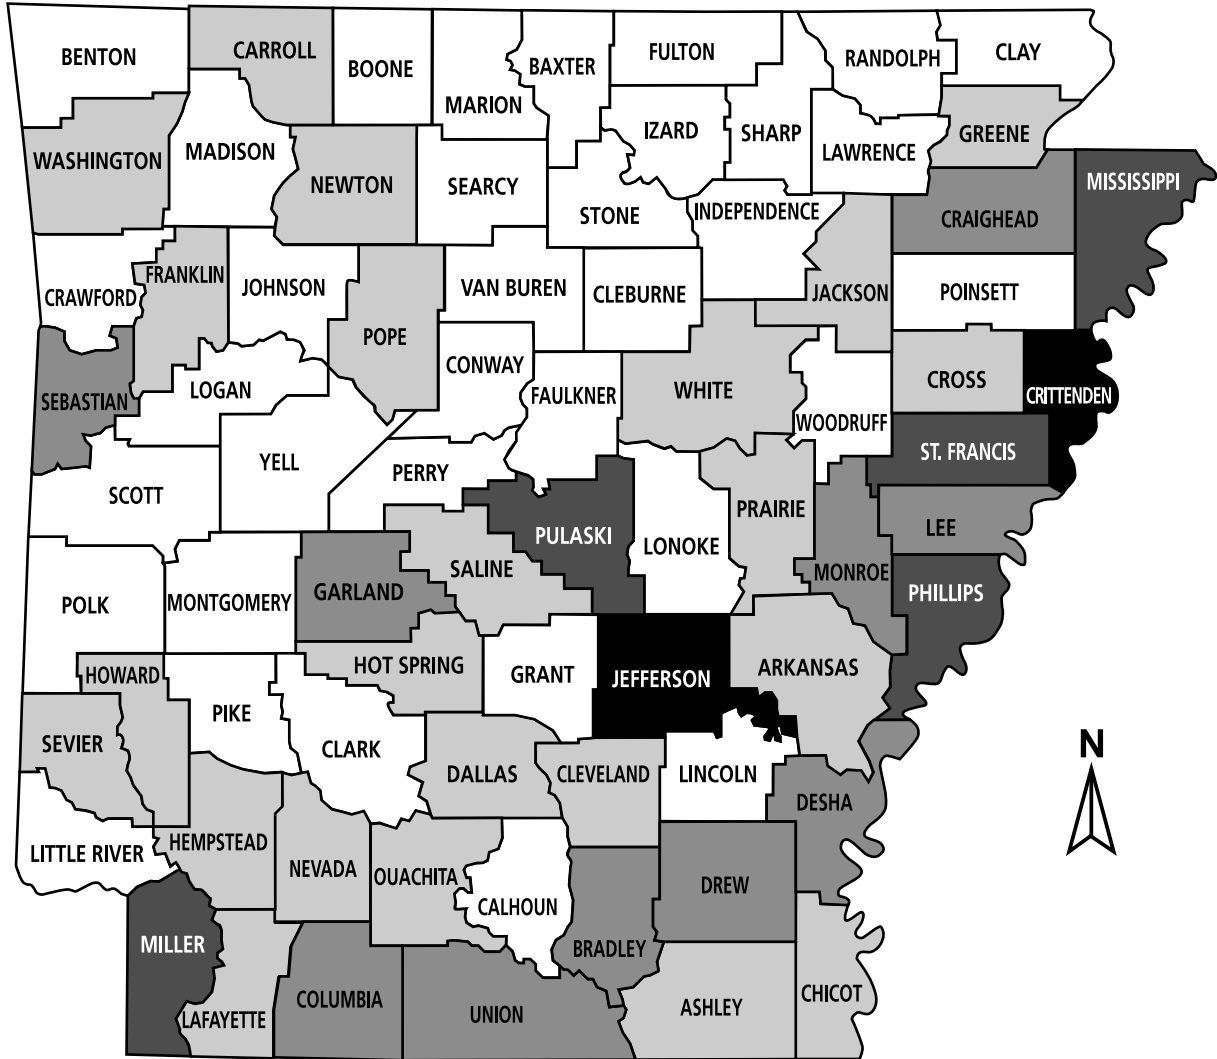 BENTON
CARROLL
BOONE
MARION
BAXTER
FULTON
RANDOLPH
CLAY
WASHINGTON
MADISON
NEWTON
SEARCY
IZARD
SHARP
LAWRENCE
GREENE
MISSISSIPPI
STONE
INDEPENDENCE
CRAIGHEAD
CRAWFORD
FRANKLIN
JOHNSON
POPE
VAN BUREN
CLEBURNE
JACKSON
POINSETT
SEBASTIAN
LOGAN
CONWAY
FAULKNER
WHITE
WOODRUFF
CROSS
CRITTENDEN
SCOTT
YELL
PERRY
PULASKI
LONOKE
PRAIRIE
ST. FRANCIS
LEE
POLK
MONTGOMERY
GARLAND
SALINE
MONROE
PHILLIPS
HOWARD
PIKE
HOT SPRING
GRANT
JEFFERSON
ARKANSAS
SEVIER
CLARK
DALLAS
CLEVELAND
LINCOLN
DESHA
N
LITTLE RIVER
HEMPSTEAD
NEVADA
OUACHITA
CALHOUN
DREW
MILLER
LAFAYETTE
COLUMBIA
UNION
BRADLEY
ASHLEY
CHICOT